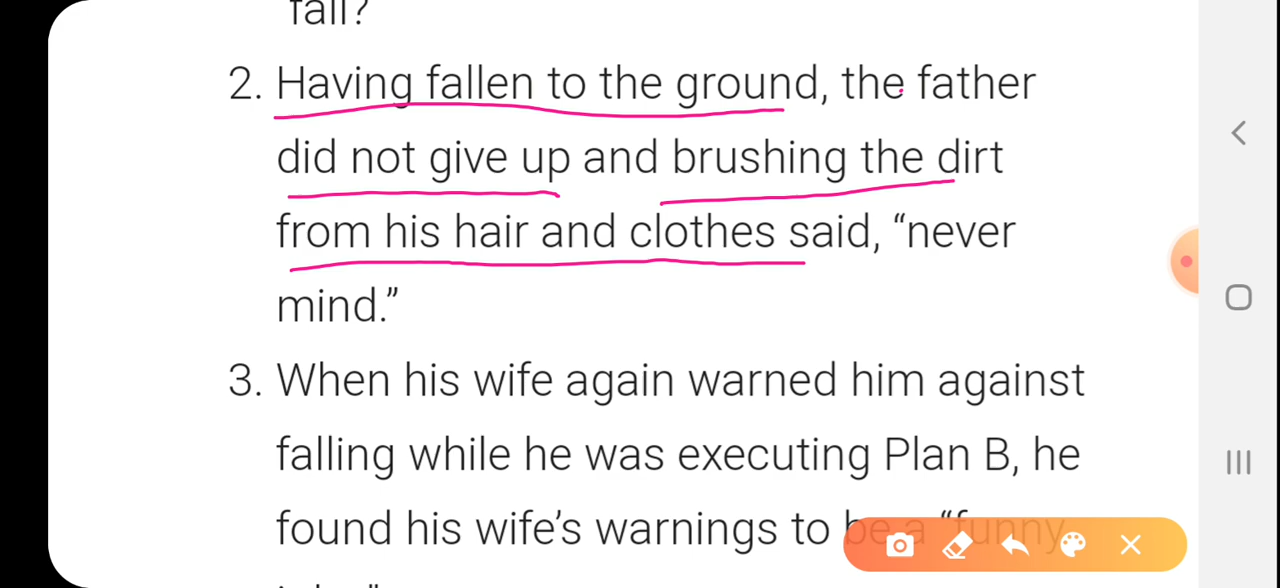 fall?
2. Having fallen to the ground, the father
did not give up and brushing the dirt
from his hair and clothes said, “never
mind.”
3. When his wife again warned him against
falling while he was executing Plan B, he
found his wife’s warnings to be a “funny